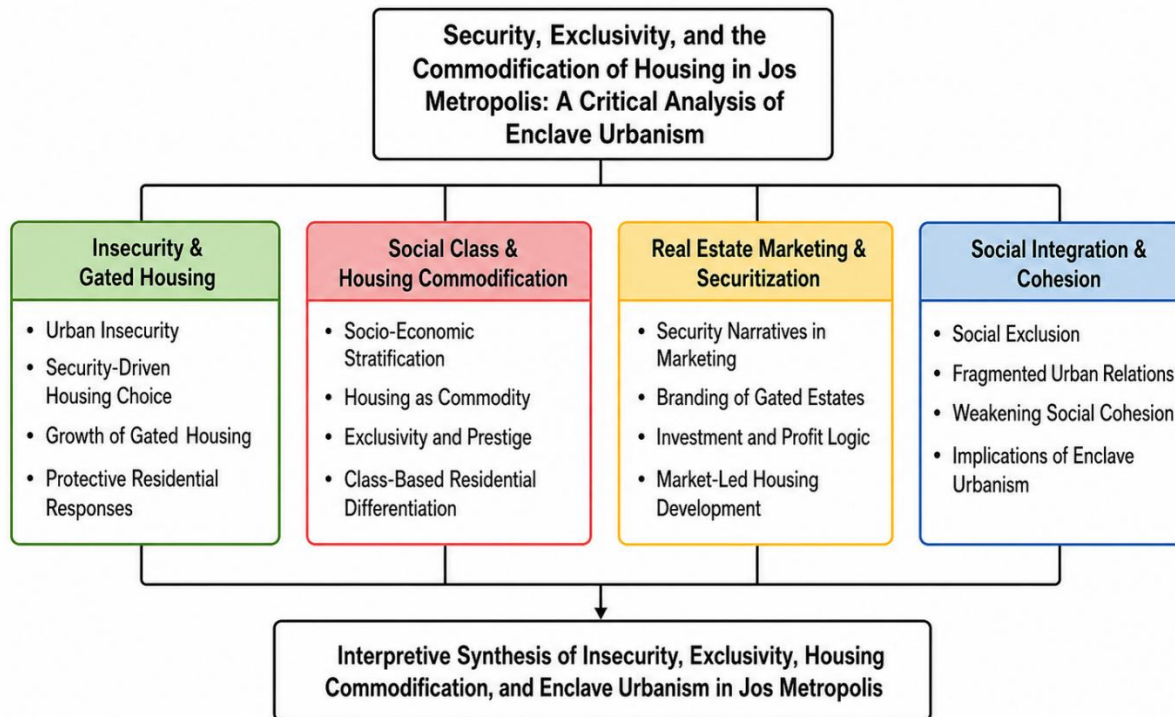 Security, Exclusivity, and the
Commodification of Housing in Jos
Metropolis: A Critical Analysis of
Enclave Urbanism
Insecurity &
Gated Housing
• Urban Insecurity
• Security-Driven
Housing Choice
• Growth of Gated Housing
• Protective Residential
Responses
Social Class &
Housing Commodification
• Socio-Economic
Stratification
• Housing as Commodity
• Exclusivity and Prestige
• Class-Based Residential
Differentiation
Real Estate Marketing &
Securitization
• Security Narratives in
Marketing
• Branding of Gated Estates
• Investment and Profit Logic
• Market-Led Housing
Development
Social Integration &
Cohesion
• Social Exclusion
• Fragmented Urban Relations
• Weakening Social Cohesion
• Implications of Enclave
Urbanism
Interpretive Synthesis of Insecurity, Exclusivity, Housing
Commodification, and Enclave Urbanism in Jos Metropolis